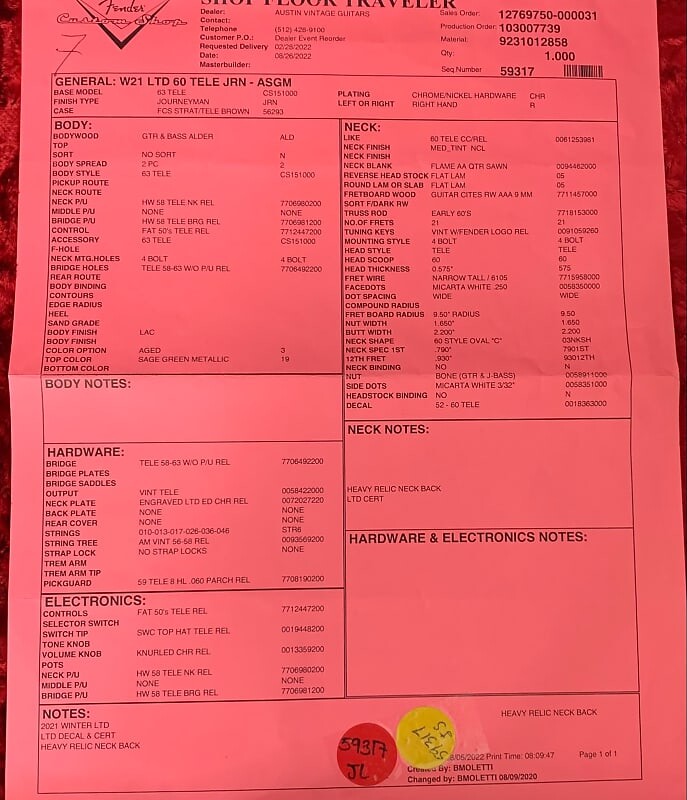 SHOP FLOOR TRAVELER
Fender
Custom Shop
7
Dealer: AUSTIN VINTAGE GUITARS
Contact:
Telephone (512) 428-9100
Customer P.O.: Dealer Event Reorder
Requested Delivery 02/28/2022
Date: 08/26/2022
Masterbuilder:
Sales Order: 12769750-000031
Production Order: 103007739
Material: 9231012858
Qty: 1.000
Seq Number 59317
GENERAL: W21 LTD 60 TELE JRN - ASGM
BASE MODEL 63 TELE CS151000 PLATING CHROME/NICKEL HARDWARE CHR
FINISH TYPE JOURNEYMAN JRN LEFT OR RIGHT RIGHT HAND R
CASE FCS STRAT/TELE BROWN 56293
BODY:
BODYWOOD GTR & BASS ALDER ALD
TOP
SORT NO SORT N
BODY SPREAD 2 PC 2
BODY STYLE 63 TELE CS151000
PICKUP ROUTE
NECK ROUTE
NECK P/U HW 58 TELE NK REL 7706980200
MIDDLE P/U NONE NONE
BRIDGE P/U HW 58 TELE BRG REL 7706981200
CONTROL FAT 50's TELE REL 7712447200
ACCESSORY 63 TELE CS151000
F-HOLE
NECK MTG.HOLES 4 BOLT 4 BOLT
BRIDGE HOLES TELE 58-63 W/O P/U REL 7706492200
REAR ROUTE
BODY BINDING
CONTOURS
EDGE RADIUS
HEEL
SAND GRADE
BODY FINISH LAC
BODY FINISH
COLOR OPTION AGED 3
TOP COLOR SAGE GREEN METALLIC 19
BOTTOM COLOR
BODY NOTES:
HARDWARE:
BRIDGE TELE 58-63 W/O P/U REL 7706492200
BRIDGE PLATES
BRIDGE SADDLES
OUTPUT VINT TELE 0058422000
NECK PLATE ENGRAVED LTD ED CHR REL 0072027220
BACK PLATE NONE NONE
REAR COVER NONE NONE
STRINGS 010-013-017-026-036-046 STR6
STRING TREE AM VINT 56-58 REL 0093569200
STRAP LOCK NO STRAP LOCKS NONE
TREM ARM
TREM ARM TIP
PICKGUARD 59 TELE 8 HL .060 PARCH REL 7708190200
ELECTRONICS:
CONTROLS FAT 50's TELE REL 7712447200
SELECTOR SWITCH
SWITCH TIP SWC TOP HAT TELE REL 0019448200
TONE KNOB
VOLUME KNOB KNURLED CHR REL 0013359200
POTS
NECK P/U HW 58 TELE NK REL 7706980200
MIDDLE P/U NONE NONE
BRIDGE P/U HW 58 TELE BRG REL 7706981200
NECK:
LIKE 60 TELE CC/REL 0061253981
NECK FINISH MED_TINT NCL
NECK FINISH
NECK BLANK FLAME AA QTR SAWN 0094462000
REVERSE HEAD STOCK FLAT LAM 05
ROUND LAM OR SLAB FLAT LAM 05
FRETBOARD WOOD GUITAR CITES RW AAA 9 MM 7711457000
SORT F/DARK RW
TRUSS ROD EARLY 60'S 7718153000
NO.OF FRETS 21 21
TUNING KEYS VINT W/FENDER LOGO REL 0091059260
MOUNTING STYLE 4 BOLT 4 BOLT
HEAD STYLE TELE TELE
HEAD SCOOP 60 60
HEAD THICKNESS 0.575" 575
FRET WIRE NARROW TALL / 6105 7715958000
FACEDOTS MICARTA WHITE .250 0058350000
DOT SPACING WIDE WIDE
COMPOUND RADIUS
FRET BOARD RADIUS 9.50" RADIUS 9.50
NUT WIDTH 1.650" 1.650
BUTT WIDTH 2.200" 2.200
NECK SHAPE 60 STYLE OVAL "C" 03NKSH
NECK SPEC 1ST .790" 7901ST
12TH FRET .930" 93012TH
NECK BINDING NO N
NUT BONE (GTR & J-BASS) 0058911000
SIDE DOTS MICARTA WHITE 3/32" 0058351000
HEADSTOCK BINDING NO N
DECAL 52 - 60 TELE 0018363000
NECK NOTES:
HEAVY RELIC NECK BACK
LTD CERT
HARDWARE & ELECTRONICS NOTES:
NOTES:
2021 WINTER LTD
LTD DECAL & CERT
HEAVY RELIC NECK BACK
HEAVY RELIC NECK BACK
59317
JL
59317
8/05/2022 Print Time: 08:09:47 Page 1 of 1
Created By: BMOLETTI
Changed by: BMOLETTI 08/09/2020